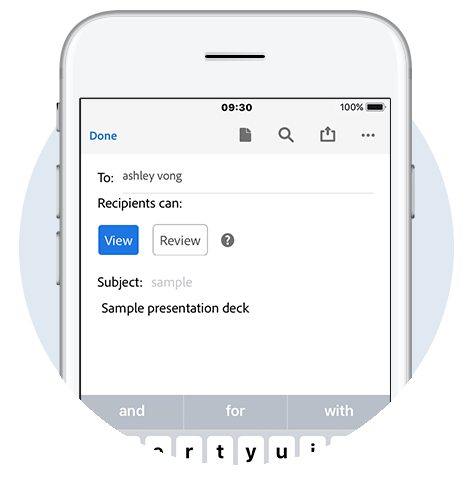 09:30 100%
Done
To: ashley vong
Recipients can:
View Review ?
Subject: sample
Sample presentation deck
and for with
e r t y u i